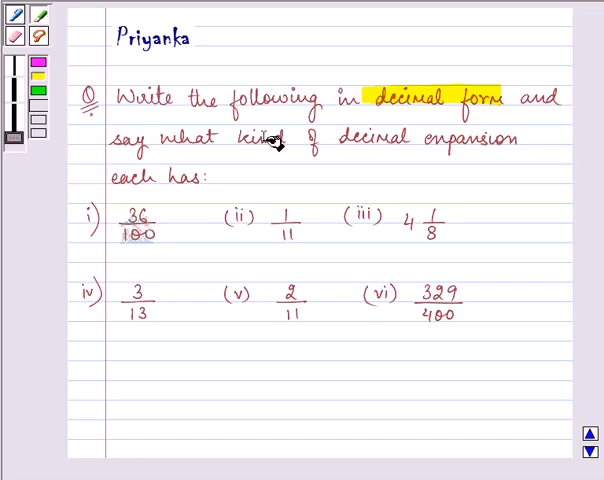 Priyanka
Q Write the following in decimal form and
say what kind of decimal expansion
each has:
i) 36/100 (ii) 1/11 (iii) 4 1/8
iv) 3/13 (v) 2/11 (vi) 329/400